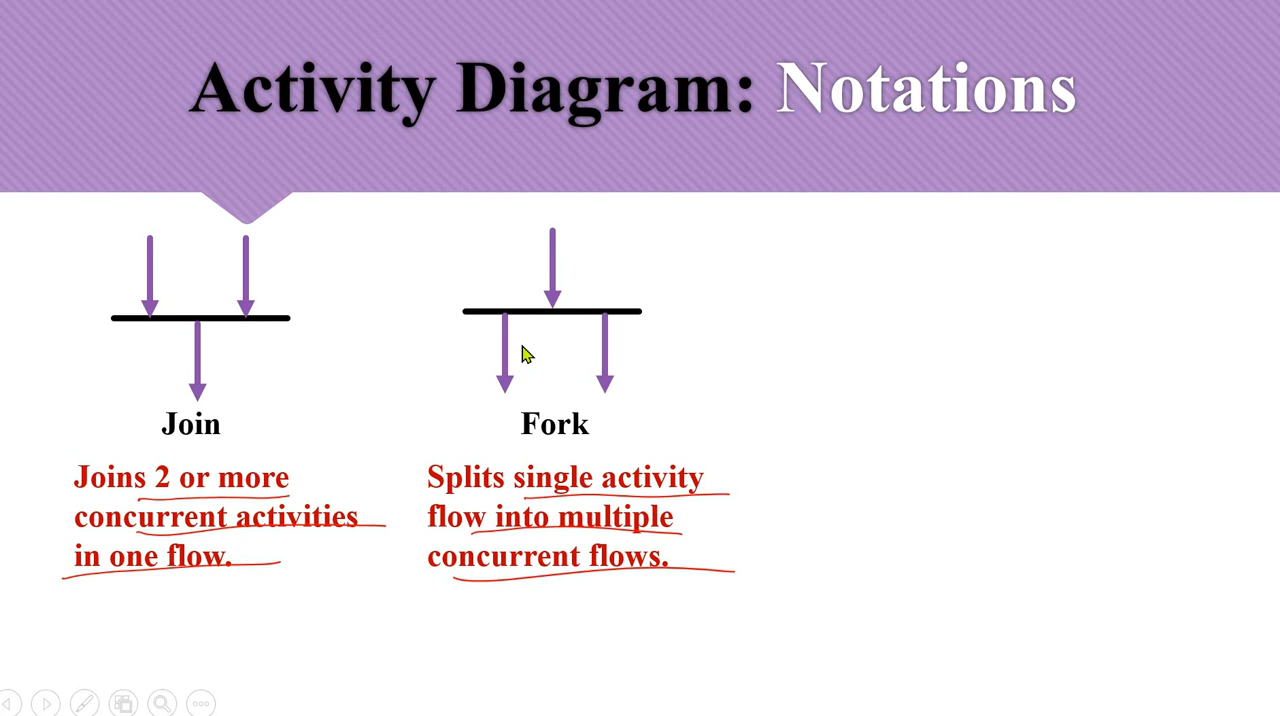 Activity Diagram: Notations
Join
Joins 2 or more
concurrent activities
in one flow.
Fork
Splits single activity
flow into multiple
concurrent flows.